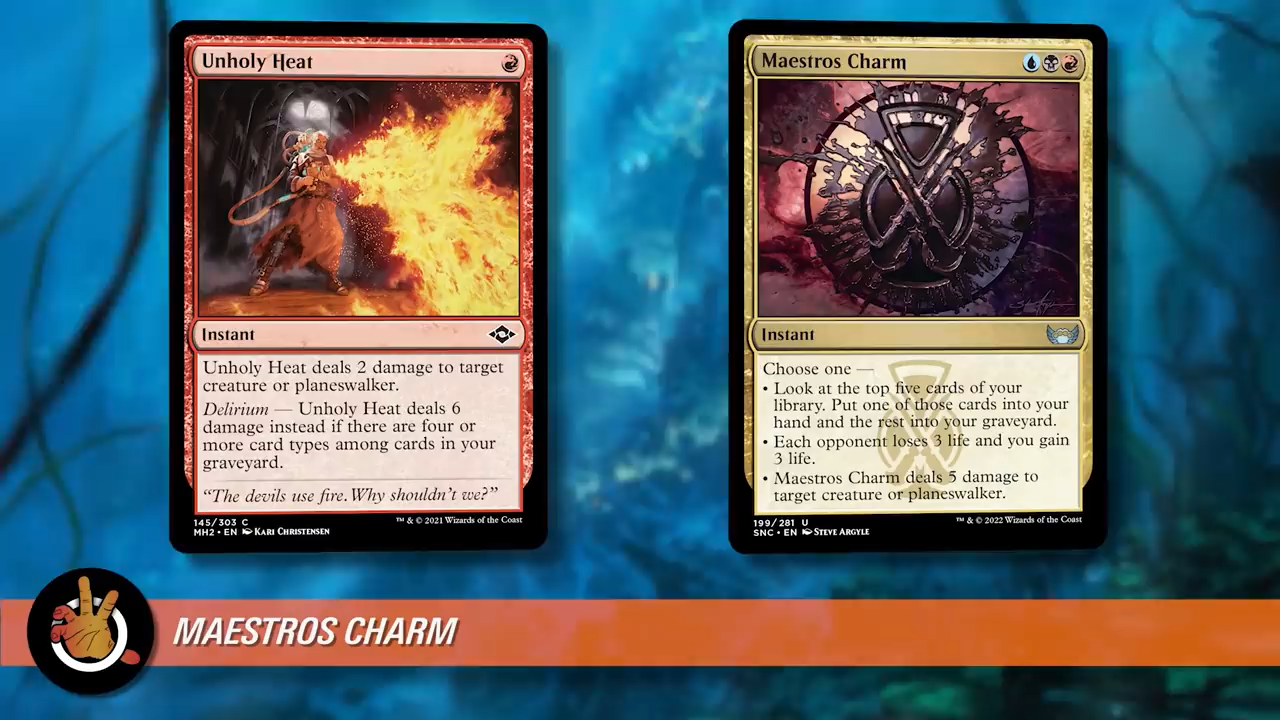 Unholy Heat
Instant
Unholy Heat deals 2 damage to target
creature or planeswalker.
Delirium — Unholy Heat deals 6
damage instead if there are four or
more card types among cards in your
graveyard.
“The devils use fire. Why shouldn’t we?”
145/303 C
MH2 • EN Kari Christensen
™ & © 2021 Wizards of the Coast
Maestros Charm
Instant
Choose one —
• Look at the top five cards of your
library. Put one of those cards into your
hand and the rest into your graveyard.
• Each opponent loses 3 life and you gain
3 life.
• Maestros Charm deals 5 damage to
target creature or planeswalker.
199/281 U
SNC • EN Steve Argyle
™ & © 2022 Wizards of the Coast
MAESTROS CHARM